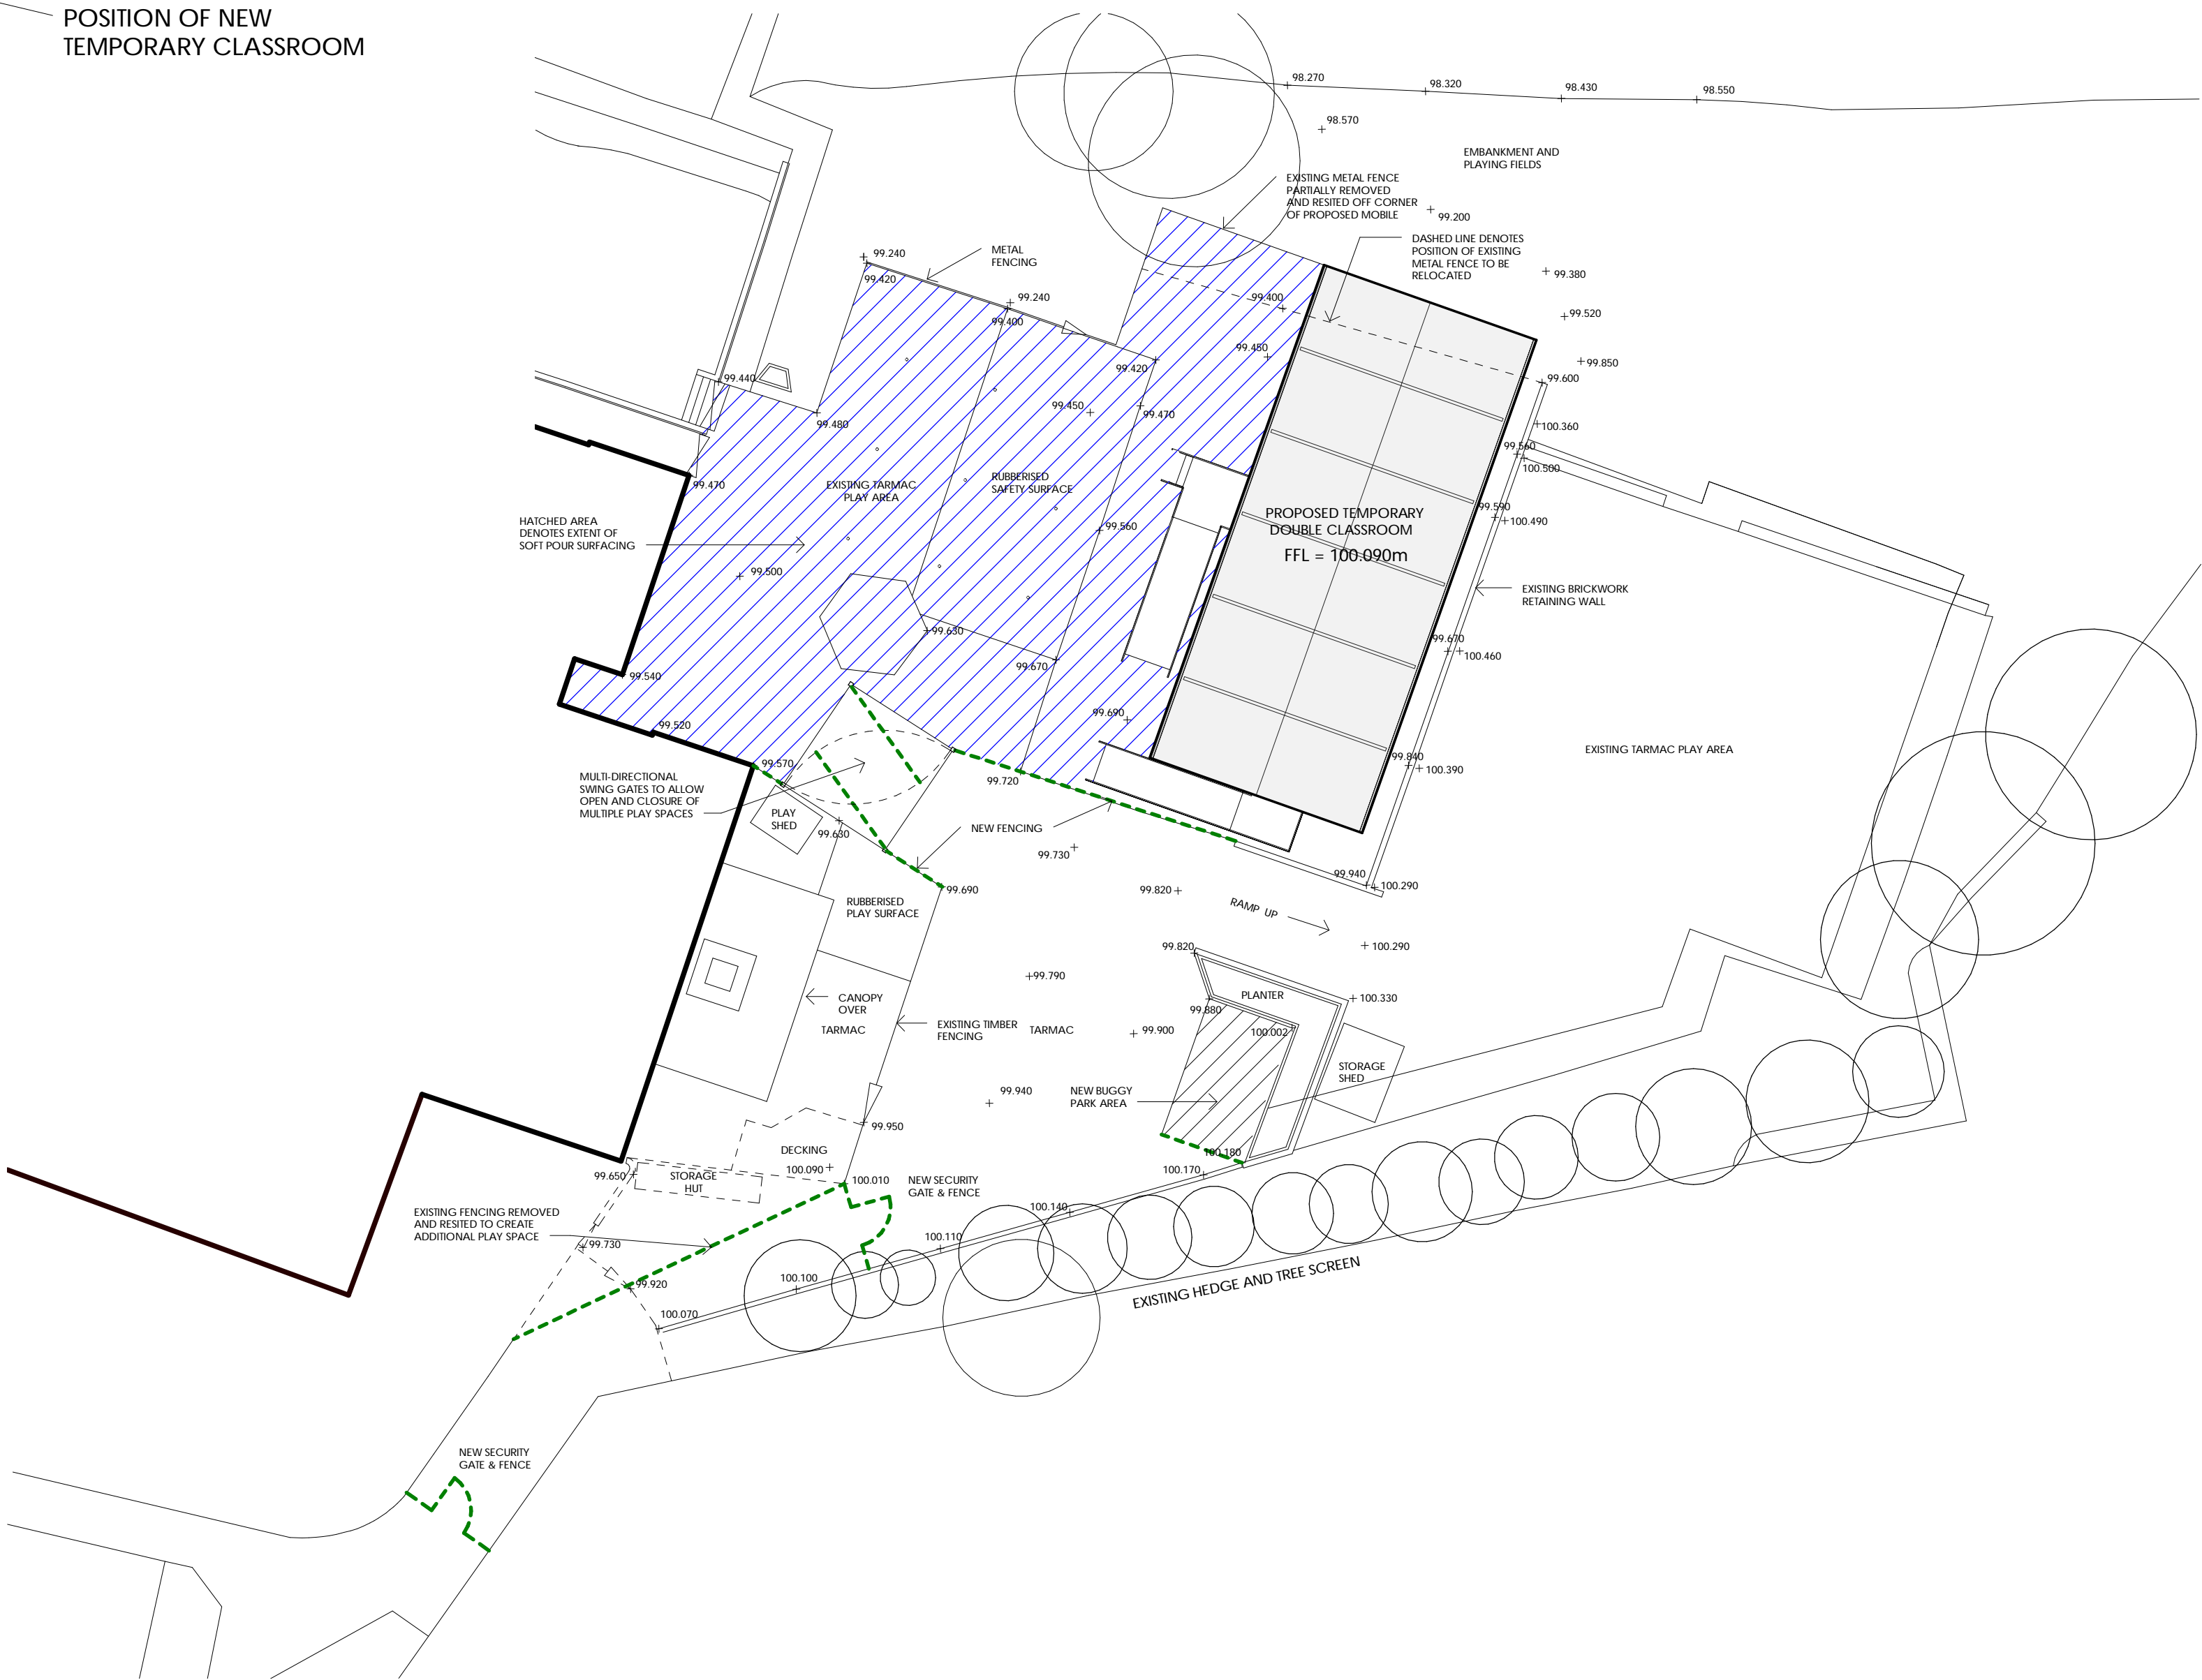 POSITION OF NEW
TEMPORARY CLASSROOM
98.270
98.320
98.430
98.550
98.570
EMBANKMENT AND
PLAYING FIELDS
EXISTING METAL FENCE
PARTIALLY REMOVED
AND RESITED OFF CORNER
OF PROPOSED MOBILE
99.200
DASHED LINE DENOTES
POSITION OF EXISTING
METAL FENCE TO BE
RELOCATED
METAL
FENCING
99.240
99.420
99.240
99.400
99.400
99.380
99.520
99.450
99.850
99.420
99.600
99.440
99.450
99.470
99.480
100.360
99.560
100.500
99.470
EXISTING TARMAC
PLAY AREA
RUBBERISED
SAFETY SURFACE
99.590
100.490
PROPOSED TEMPORARY
DOUBLE CLASSROOM
FFL = 100.090m
HATCHED AREA
DENOTES EXTENT OF
SOFT POUR SURFACING
99.560
99.500
EXISTING BRICKWORK
RETAINING WALL
99.630
99.670
99.670
100.460
99.540
99.690
99.520
EXISTING TARMAC PLAY AREA
99.840
100.390
99.570
99.720
MULTI-DIRECTIONAL
SWING GATES TO ALLOW
OPEN AND CLOSURE OF
MULTIPLE PLAY SPACES
PLAY
SHED
99.630
NEW FENCING
99.730
99.940
100.290
99.690
99.820
RUBBERISED
PLAY SURFACE
RAMP UP
99.820
100.290
99.790
CANOPY
OVER
PLANTER
100.330
99.880
TARMAC
EXISTING TIMBER
FENCING
TARMAC
99.900
100.002
STORAGE
SHED
99.940
NEW BUGGY
PARK AREA
99.950
DECKING
100.180
100.090
100.170
99.650
STORAGE
HUT
100.010
NEW SECURITY
GATE & FENCE
100.140
EXISTING FENCING REMOVED
AND RESITED TO CREATE
ADDITIONAL PLAY SPACE
99.730
100.110
99.920
100.100
EXISTING HEDGE AND TREE SCREEN
100.070
NEW SECURITY
GATE & FENCE